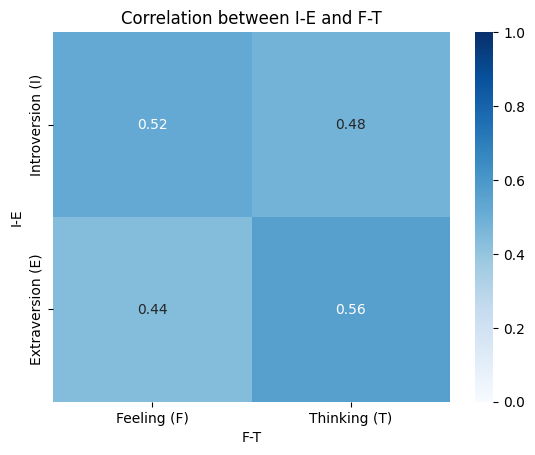 Correlation between I-E and F-T
I-E
Introversion (I)
Extraversion (E)
0.52
0.48
0.44
0.56
Feeling (F)
Thinking (T)
F-T
1.0
0.8
0.6
0.4
0.2
0.0